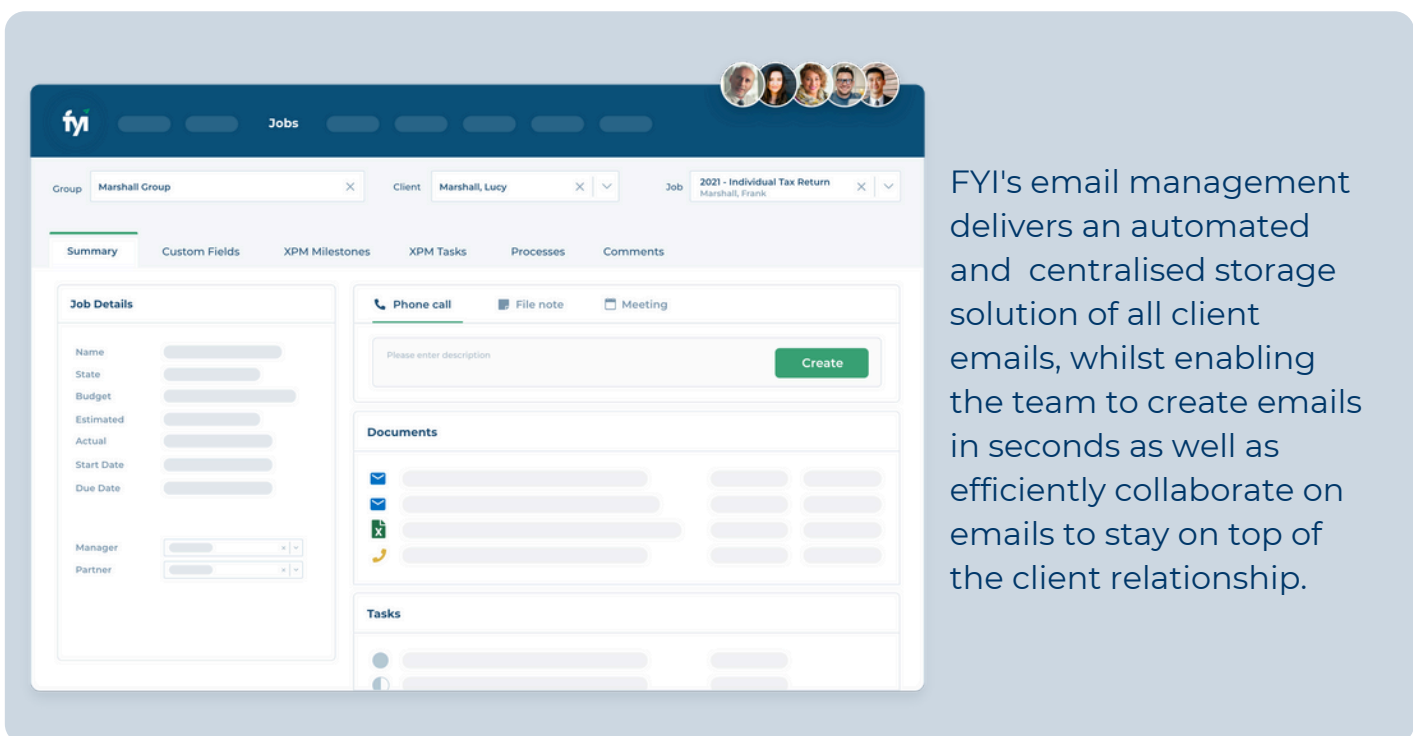 fyi
Jobs
Group
Marshall Group
Client
Marshall, Lucy
Job
2021 - Individual Tax Return
Marshall, Frank
Summary
Custom Fields
XPM Milestones
XPM Tasks
Processes
Comments
Job Details
Name
State
Budget
Estimated
Actual
Start Date
Due Date
Manager
Partner
Phone call
File note
Meeting
Please enter description
Create
Documents
Tasks
FYI's email management
delivers an automated
and centralised storage
solution of all client
emails, whilst enabling
the team to create emails
in seconds as well as
efficiently collaborate on
emails to stay on top of
the client relationship.